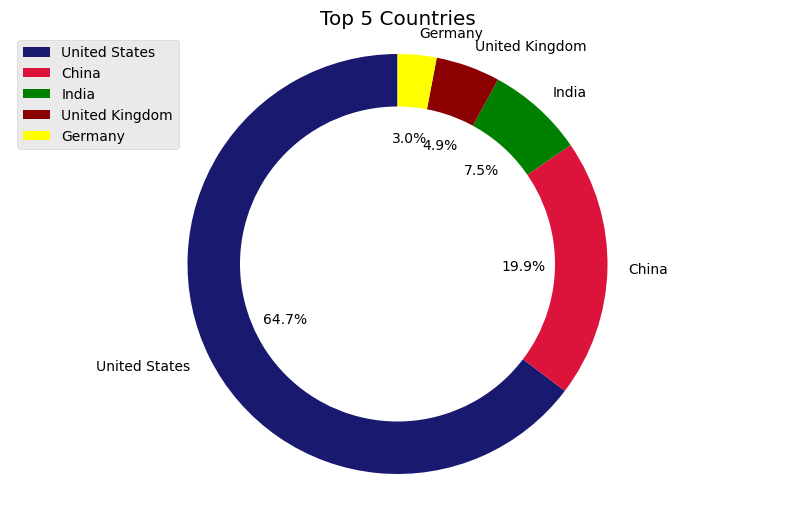 Top 5 Countries
United States
China
India
United Kingdom
Germany
Germany
United Kingdom
India
3.0%
4.9%
7.5%
19.9%
China
64.7%
United States